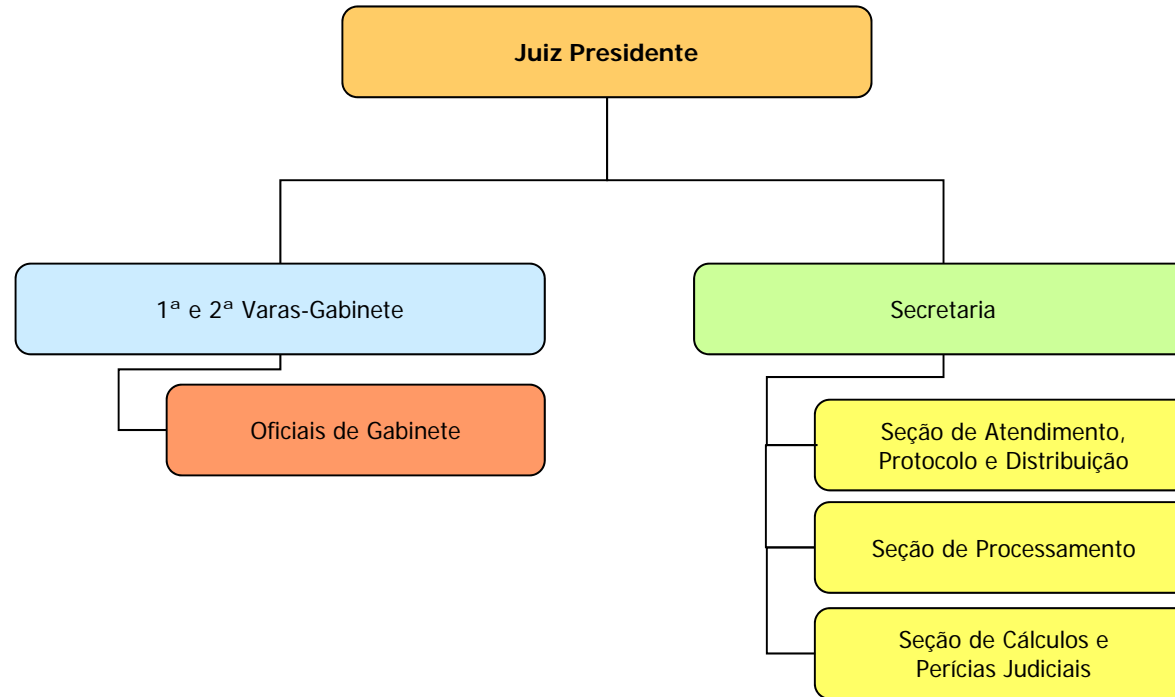 Juiz Presidente
1ª e 2ª Varas-Gabinete
Oficiais de Gabinete
Secretaria
Seção de Atendimento,
Protocolo e Distribuição
Seção de Processamento
Seção de Cálculos e
Perícias Judiciais